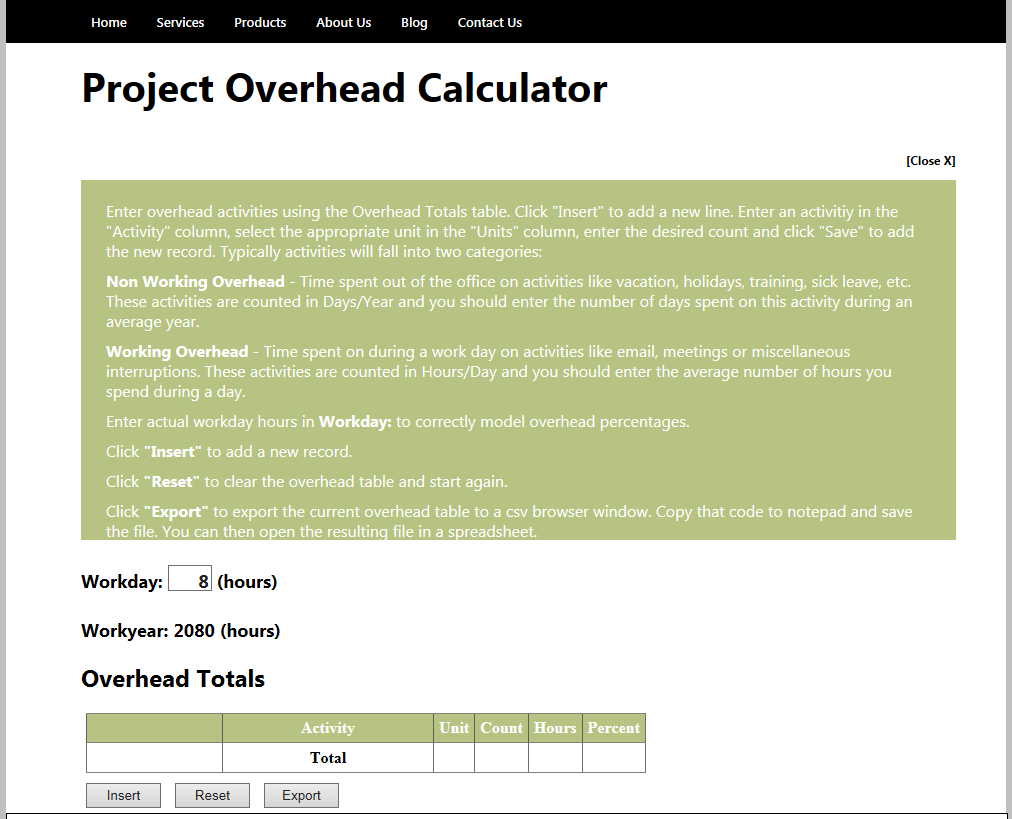 Home Services Products About Us Blog Contact Us
Project Overhead Calculator
[Close X]
Enter overhead activities using the Overhead Totals table. Click "Insert" to add a new line. Enter an activitiy in the
"Activity" column, select the appropriate unit in the "Units" column, enter the desired count and click "Save" to add
the new record. Typically activities will fall into two categories:
Non Working Overhead - Time spent out of the office on activities like vacation, holidays, training, sick leave, etc.
These activities are counted in Days/Year and you should enter the number of days spent on this activity during an
average year.
Working Overhead - Time spent on during a work day on activities like email, meetings or miscellaneous
interruptions. These activities are counted in Hours/Day and you should enter the average number of hours you
spend during a day.
Enter actual workday hours in Workday: to correctly model overhead percentages.
Click "Insert" to add a new record.
Click "Reset" to clear the overhead table and start again.
Click "Export" to export the current overhead table to a csv browser window. Copy that code to notepad and save
the file. You can then open the resulting file in a spreadsheet.
Workday: 8 (hours)
Workyear: 2080 (hours)
Overhead Totals
Activity Unit Count Hours Percent
Total
Insert Reset Export